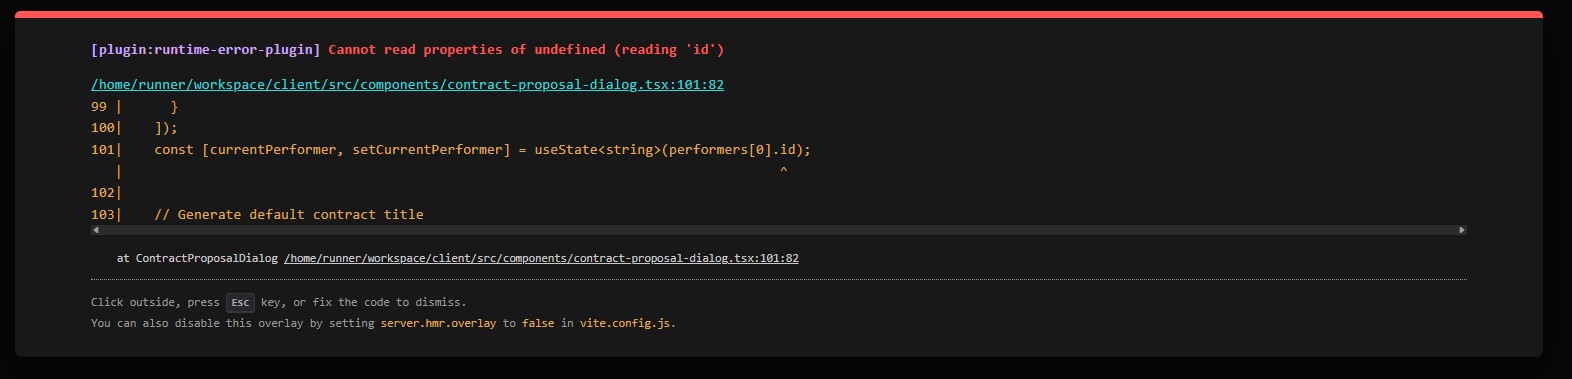 [plugin:runtime-error-plugin] Cannot read properties of undefined (reading 'id')
/home/runner/workspace/client/src/components/contract-proposal-dialog.tsx:101:82
99 |      }
100|    ]);
101|    const [currentPerformer, setCurrentPerformer] = useState<string>(performers[0].id);
   |                                                                                   ^
102|
103|    // Generate default contract title
at ContractProposalDialog /home/runner/workspace/client/src/components/contract-proposal-dialog.tsx:101:82
Click outside, press Esc key, or fix the code to dismiss.
You can also disable this overlay by setting server.hmr.overlay to false in vite.config.js.